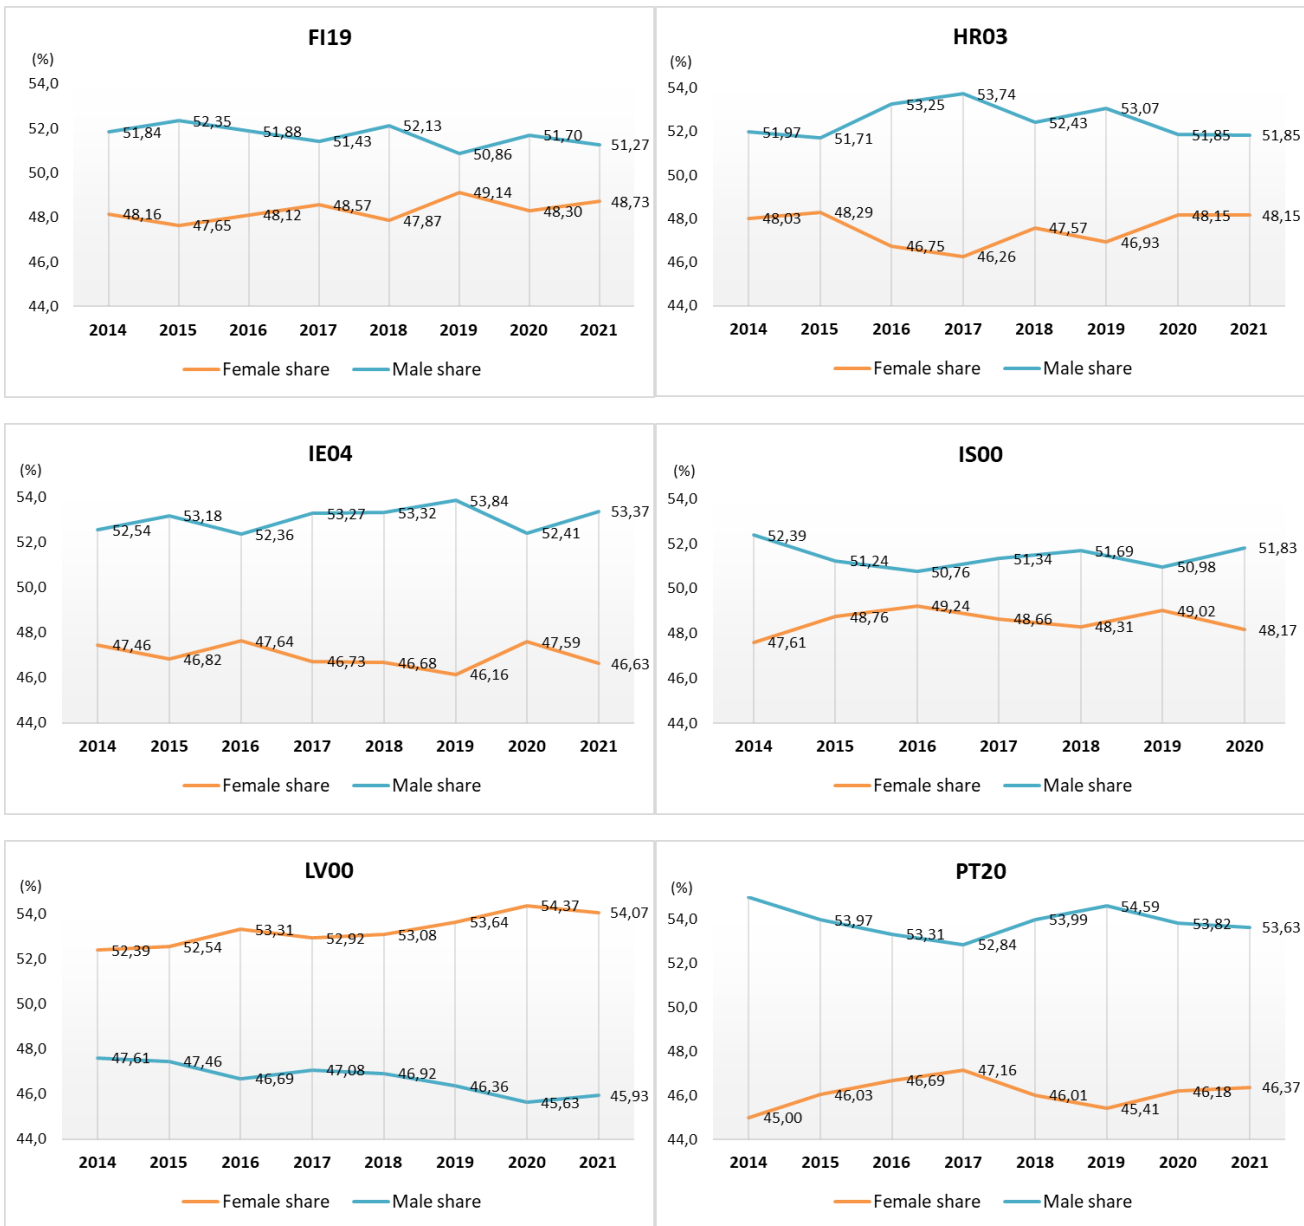 FI19
(%)
54,0
52,0
50,0
48,0
46,0
44,0
51,84 52,35 51,88 51,43 52,13 50,86 51,70 51,27
48,16 47,65 48,12 48,57 47,87 49,14 48,30 48,73
2014 2015 2016 2017 2018 2019 2020 2021
Female share Male share
HR03
(%)
54,0
52,0
50,0
48,0
46,0
44,0
51,97 51,71 53,25 53,74 52,43 53,07 51,85 51,85
48,03 48,29 46,75 46,26 47,57 46,93 48,15 48,15
2014 2015 2016 2017 2018 2019 2020 2021
Female share Male share
IE04
(%)
54,0
52,0
50,0
48,0
46,0
44,0
52,54 53,18 52,36 53,27 53,32 53,84 52,41 53,37
47,46 46,82 47,64 46,73 46,68 46,16 47,59 46,63
2014 2015 2016 2017 2018 2019 2020 2021
Female share Male share
IS00
(%)
54,0
52,0
50,0
48,0
46,0
44,0
52,39 51,24 50,76 51,34 51,69 50,98 51,83
47,61 48,76 49,24 48,66 48,31 49,02 48,17
2014 2015 2016 2017 2018 2019 2020
Female share Male share
LV00
(%)
54,0
52,0
50,0
48,0
46,0
44,0
52,39 52,54 53,31 52,92 53,08 53,64 54,37 54,07
47,61 47,46 46,69 47,08 46,92 46,36 45,63 45,93
2014 2015 2016 2017 2018 2019 2020 2021
Female share Male share
PT20
(%)
54,0
52,0
50,0
48,0
46,0
44,0
53,97 53,31 52,84 53,99 54,59 53,82 53,63
45,00 46,03 46,69 47,16 46,01 45,41 46,18 46,37
2014 2015 2016 2017 2018 2019 2020 2021
Female share Male share